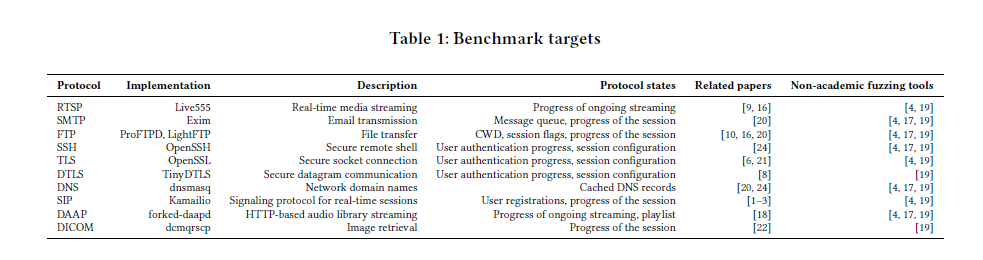 Table 1: Benchmark targets
Protocol Implementation Description Protocol states Related papers Non-academic fuzzing tools
RTSP Live555 Real-time media streaming Progress of ongoing streaming [9, 16] [4, 19]
SMTP Exim Email transmission Message queue, progress of the session [20] [4, 17, 19]
FTP ProFTPD, LightFTP File transfer CWD, session flags, progress of the session [10, 16, 20] [4, 17, 19]
SSH OpenSSH Secure remote shell User authentication progress, session configuration [24] [4, 17, 19]
TLS OpenSSL Secure socket connection User authentication progress, session configuration [6, 21] [4, 19]
DTLS TinyDTLS Secure datagram communication User authentication progress, session configuration [8] [19]
DNS dnsmasq Network domain names Cached DNS records [20, 24] [4, 17, 19]
SIP Kamailio Signaling protocol for real-time sessions User registrations, progress of the session [1–3] [4, 19]
DAAP forked-daapd HTTP-based audio library streaming Progress of ongoing streaming, playlist [18] [4, 17, 19]
DICOM dcmqrscp Image retrieval Progress of the session [22] [19]